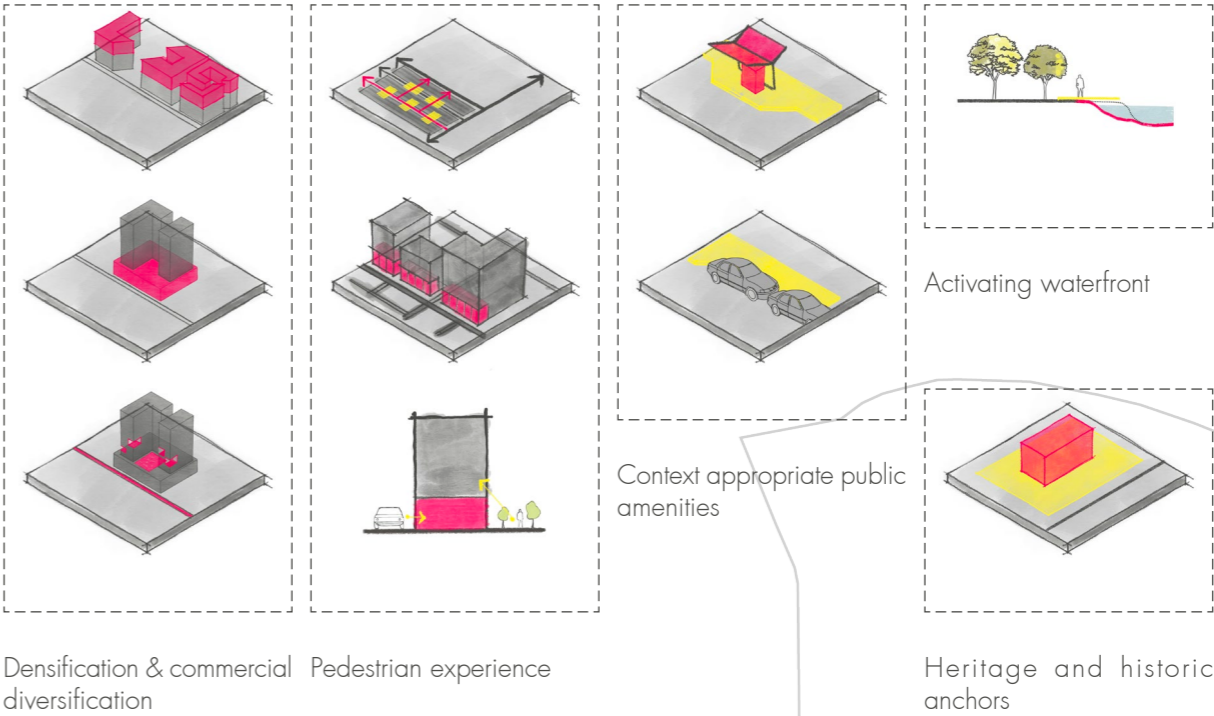 Activating waterfront
Context appropriate public
amenities
Densification & commercial
diversification
Pedestrian experience
Heritage and historic
anchors